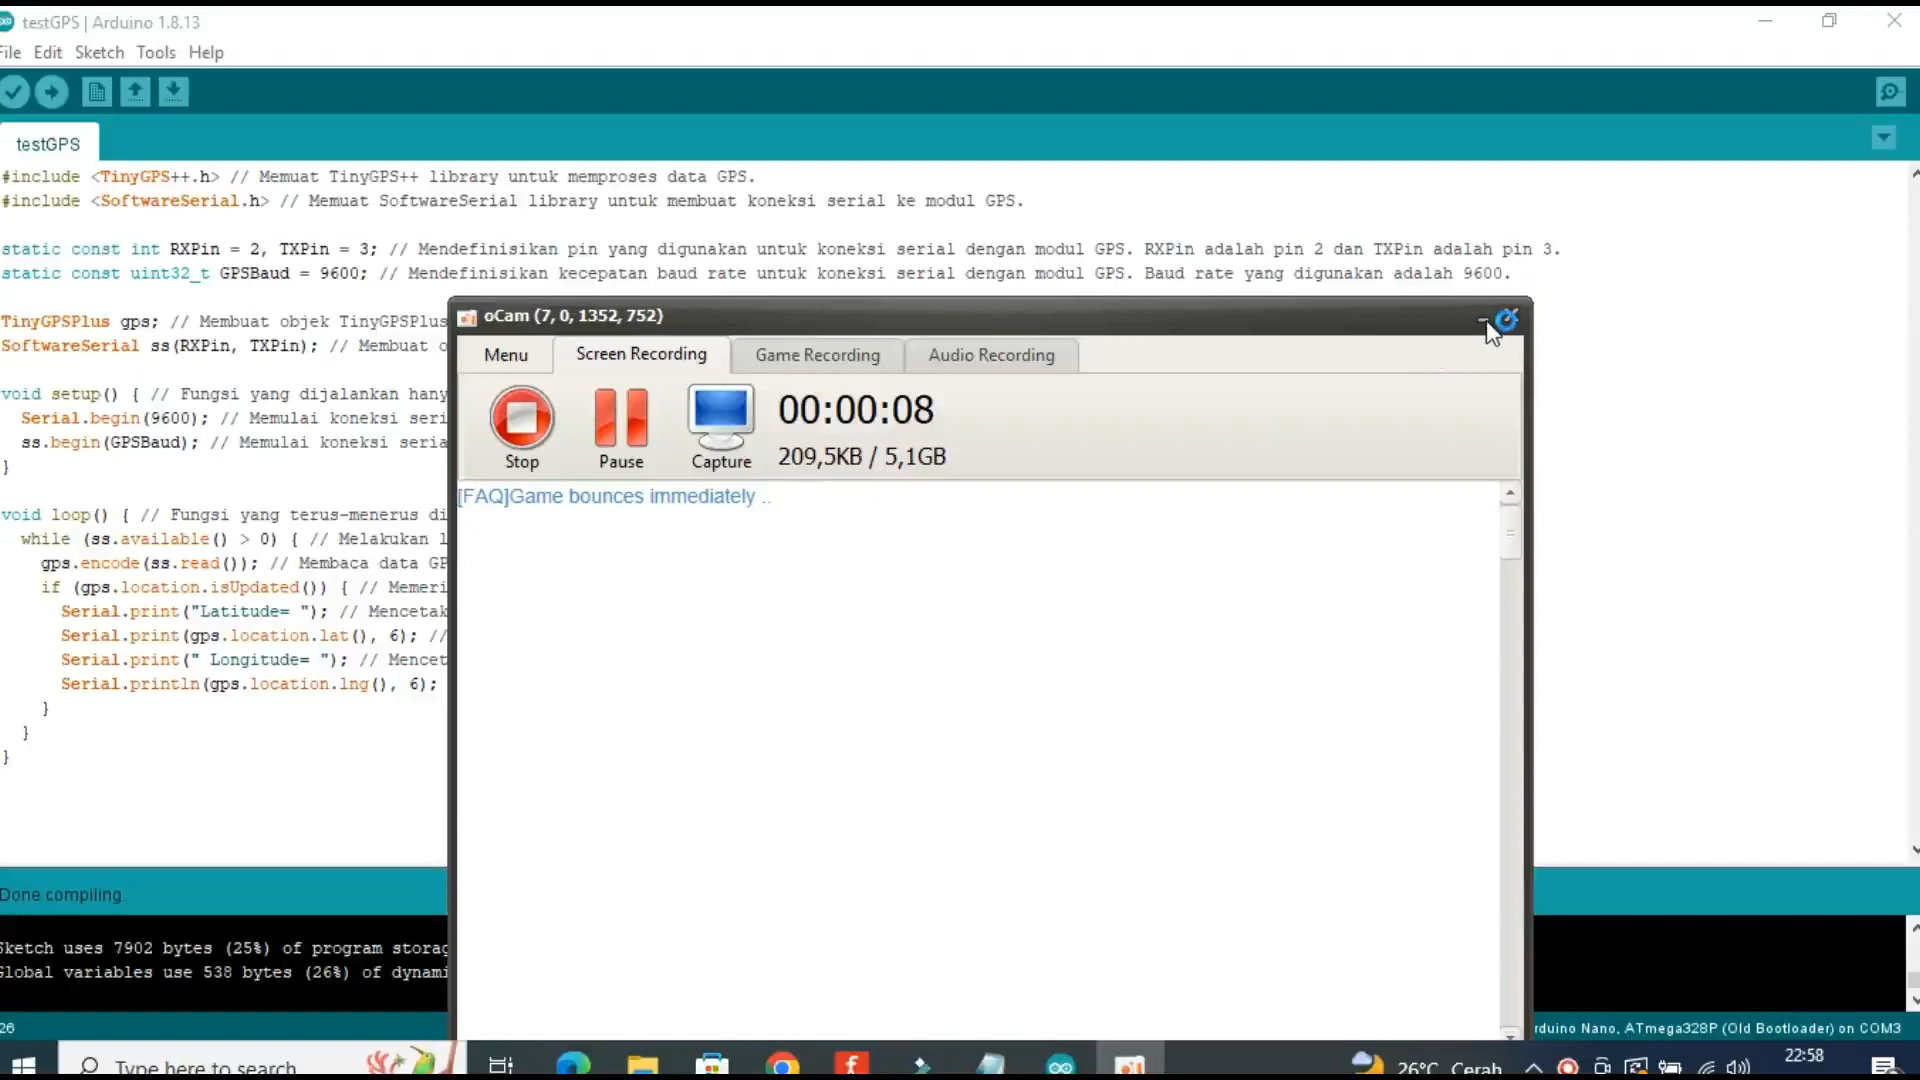 testGPS | Arduino 1.8.13
File Edit Sketch Tools Help
testGPS
#include <TinyGPS++.h> // Memuat TinyGPS++ library untuk memproses data GPS.
#include <SoftwareSerial.h> // Memuat SoftwareSerial library untuk membuat koneksi serial ke modul GPS.
static const int RXPin = 2, TXPin = 3; // Mendefinisikan pin yang digunakan untuk koneksi serial dengan modul GPS. RXPin adalah pin 2 dan TXPin adalah pin 3.
static const uint32_t GPSBaud = 9600; // Mendefinisikan kecepatan baud rate untuk koneksi serial dengan modul GPS. Baud rate yang digunakan adalah 9600.
TinyGPSPlus gps; // Membuat objek TinyGPSPlus
SoftwareSerial ss(RXPin, TXPin); // Membuat o
void setup() { // Fungsi yang dijalankan hany
Serial.begin(9600); // Memulai koneksi seri
ss.begin(GPSBaud); // Memulai koneksi seria
}
void loop() { // Fungsi yang terus-menerus di
while (ss.available() > 0) { // Melakukan l
gps.encode(ss.read()); // Membaca data GP
if (gps.location.isUpdated()) { // Memeri
Serial.print("Latitude= "); // Mencetak
Serial.print(gps.location.lat(), 6); //
Serial.print(" Longitude= "); // Mencet
Serial.println(gps.location.lng(), 6);
}
}
}
oCam (7, 0, 1352, 752)
Menu Screen Recording Game Recording Audio Recording
00:00:08
209,5KB / 5,1GB
Stop Pause Capture
[FAQ]Game bounces immediately ..
Done compiling.
Sketch uses 7902 bytes (25%) of program storag
Global variables use 538 bytes (26%) of dynami
26
rduino Nano, ATmega328P (Old Bootloader) on COM3
Type here to search
26°C Cerah
22:58